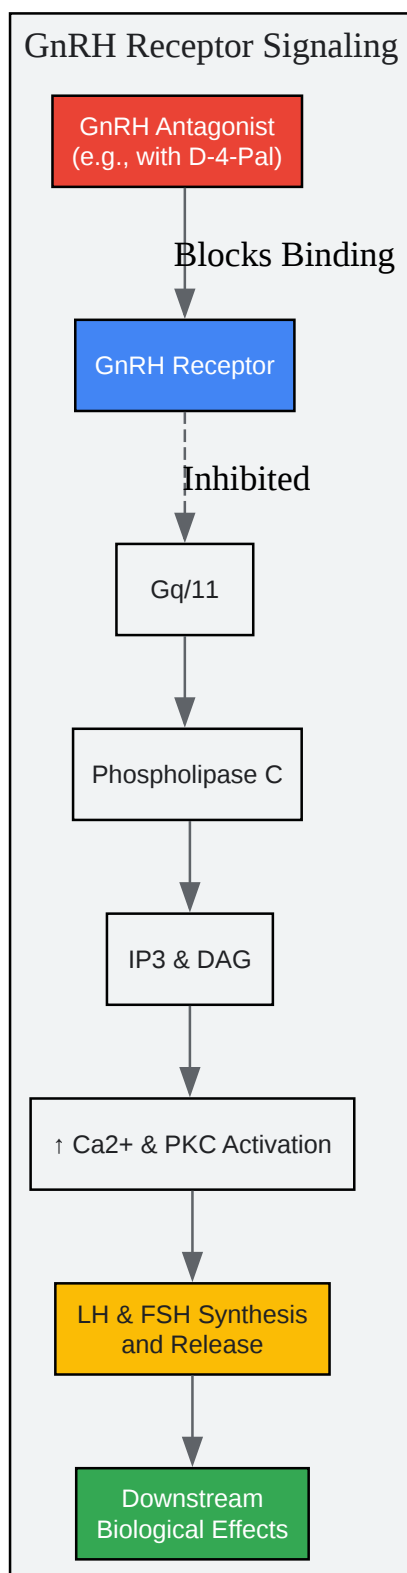 GnRH Receptor Signaling
GnRH Antagonist
(e.g., with D-4-Pal)
Blocks Binding
GnRH Receptor
Inhibited
Gq/11
Phospholipase C
IP3 & DAG
↑ Ca2+ & PKC Activation
LH & FSH Synthesis
and Release
Downstream
Biological Effects